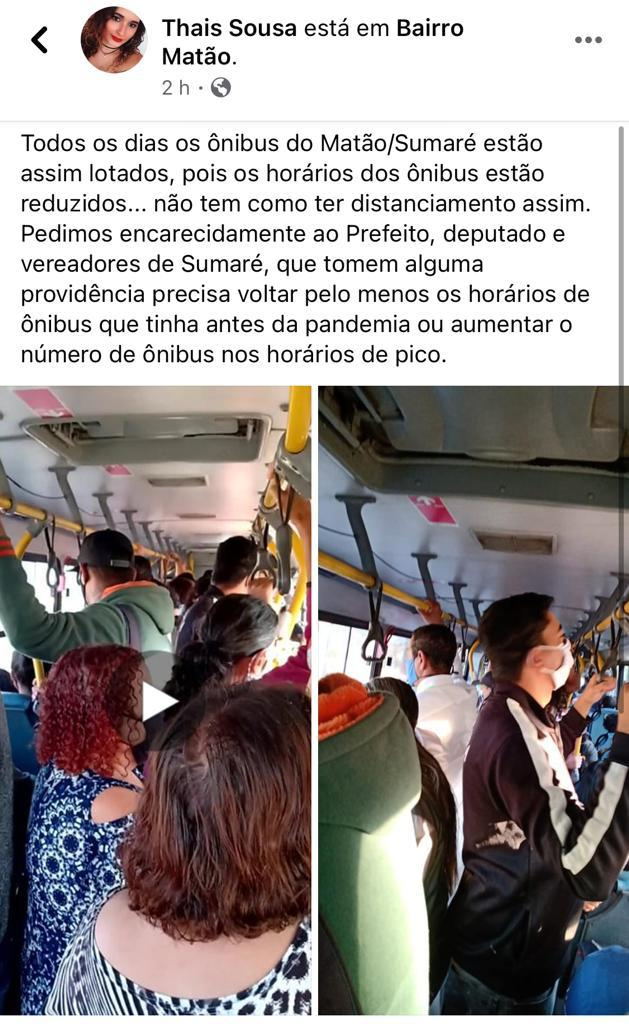 Thais Sousa está em Bairro
Matão.
2 h ·
Todos os dias os ônibus do Matão/Sumaré estão
assim lotados, pois os horários dos ônibus estão
reduzidos... não tem como ter distanciamento assim.
Pedimos encarecidamente ao Prefeito, deputado e
vereadores de Sumaré, que tomem alguma
providência precisa voltar pelo menos os horários de
ônibus que tinha antes da pandemia ou aumentar o
número de ônibus nos horários de pico.